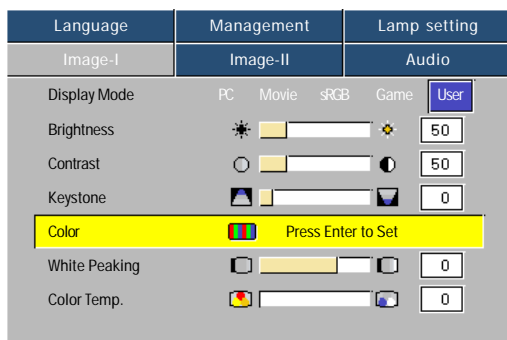 Language Management Lamp setting
Image-I Image-II Audio
Display Mode PC Movie sRGB Game User
Brightness 50
Contrast 50
Keystone 0
Color Press Enter to Set
White Peaking 0
Color Temp. 0